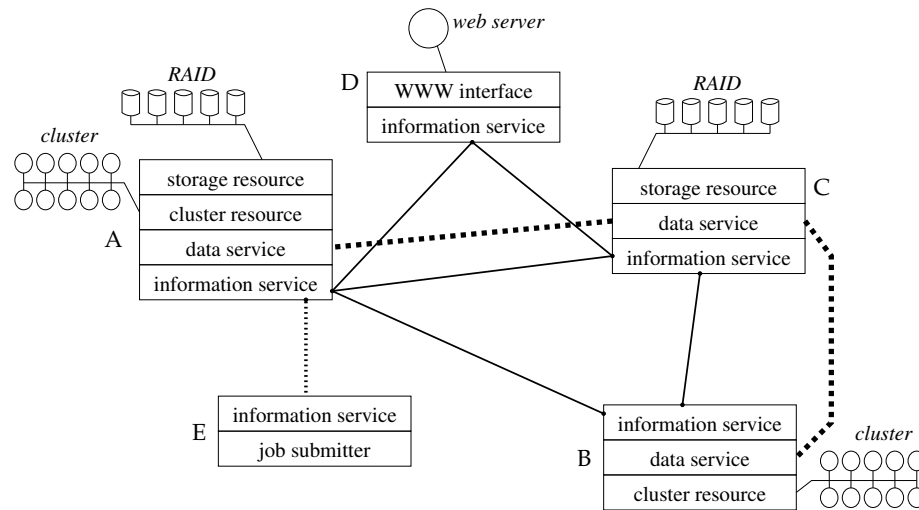 web server
D
WWW interface
information service
RAID
cluster
A
storage resource
cluster resource
data service
information service
RAID
C
storage resource
data service
information service
E
information service
job submitter
B
information service
data service
cluster resource
cluster